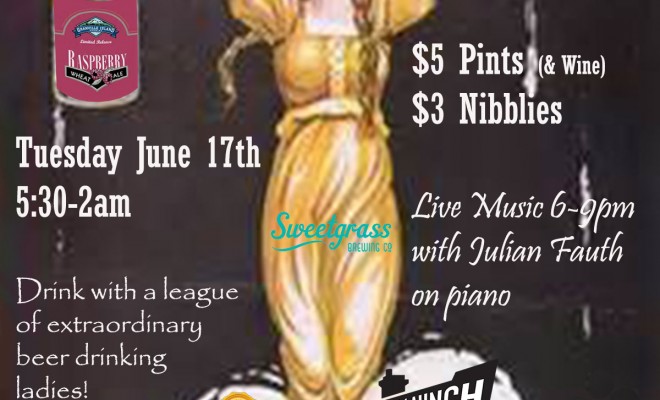 GRANVILLE ISLAND
Limited Release
RASPBERRY
WHEAT ALE
$5 Pints (& Wine)
$3 Nibblies
Tuesday June 17th
5:30-2am
Sweetgrass
BREWING CO
Live Music 6-9pm
with Julian Fauth
on piano
Drink with a league
of extraordinary
beer drinking
ladies!